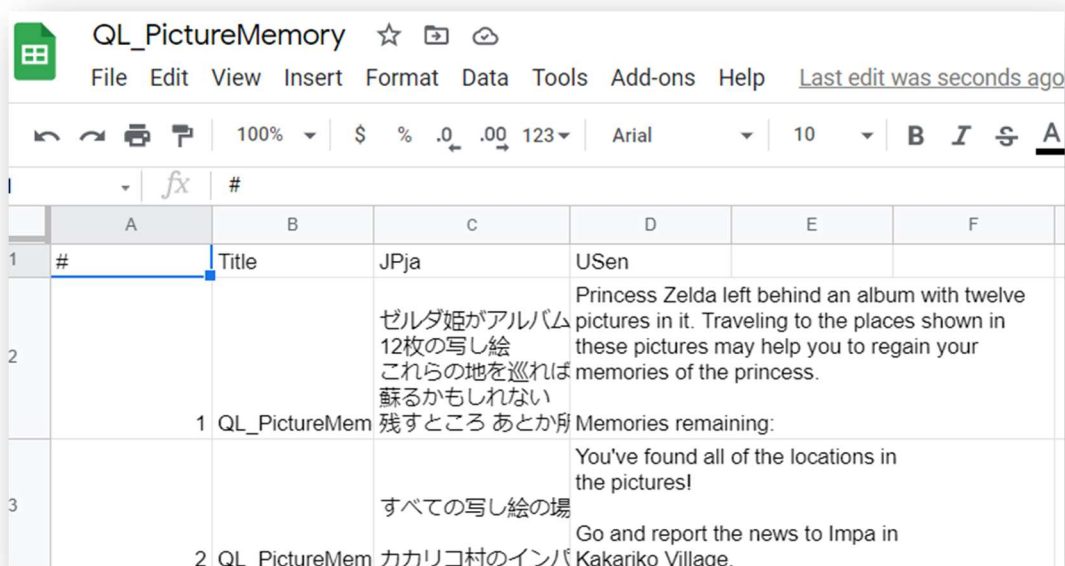 QL_PictureMemory
File Edit View Insert Format Data Tools Add-ons Help Last edit was seconds ago
100% $ % .0 .00 123 Arial 10 B I S A
fx #
A B C D E F
1 # Title JPja USen
Princess Zelda left behind an album with twelve
ゼルダ姫がアルバム pictures in it. Traveling to the places shown in
2 12枚の写し絵 these pictures may help you to regain your
これらの地を巡れば memories of the princess.
蘇るかもしれない
1 QL_PictureMem 残すところ あとか所 Memories remaining:
You've found all of the locations in
the pictures!
3 すべての写し絵の場
Go and report the news to Impa in
2 QL_PictureMem カカリコ村のインパ Kakariko Village.